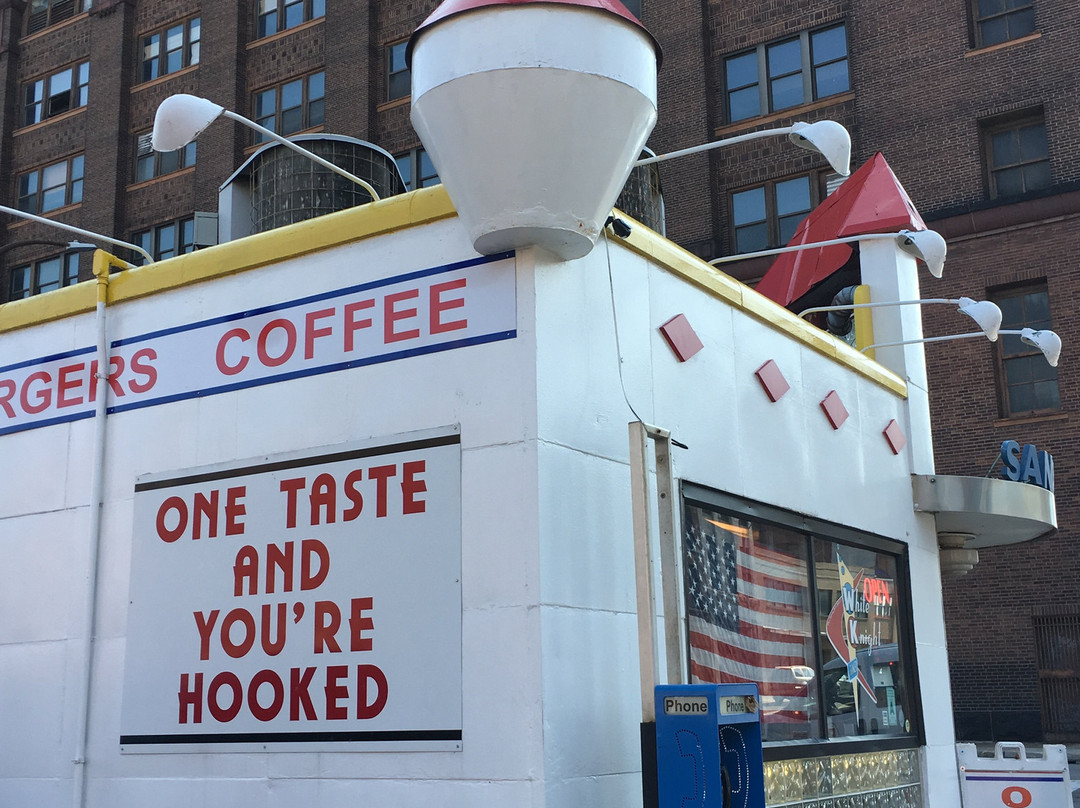 RGERS COFFEE
ONE TASTE
AND
YOU'RE
HOOKED
SAN
OPEN
White
Knight
Phone
Phone
O